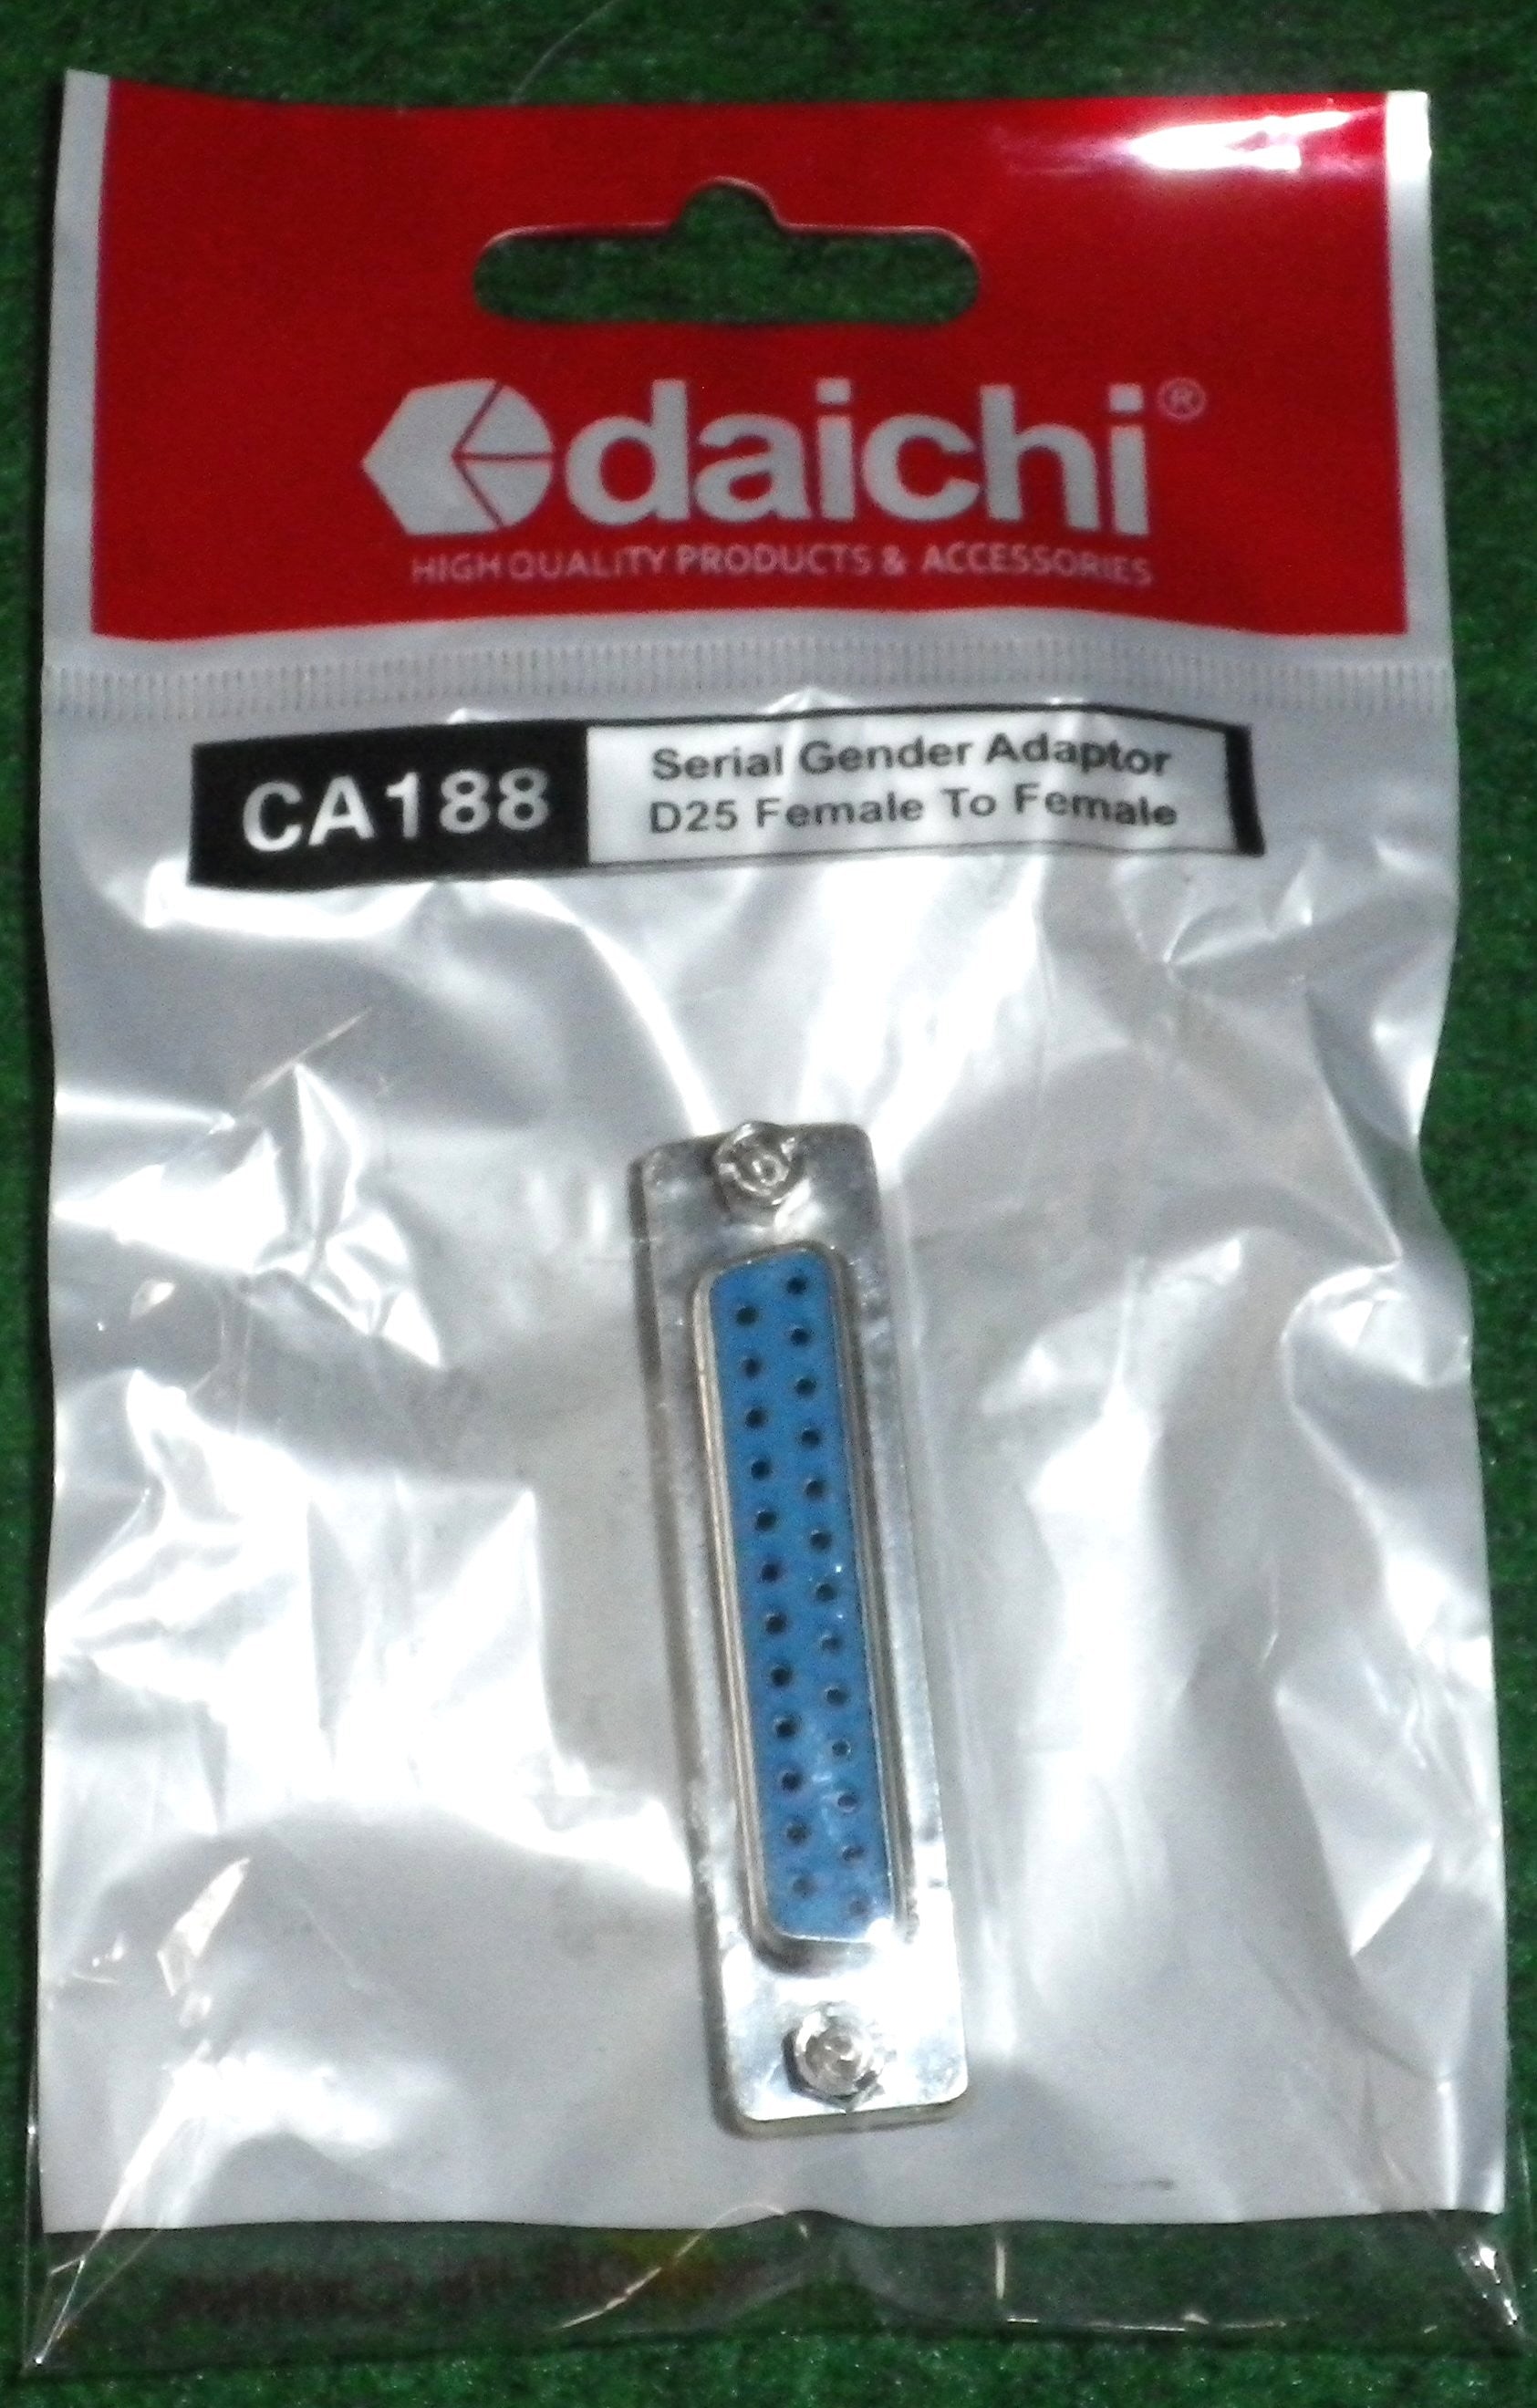 daichi®
HIGH QUALITY PRODUCTS & ACCESSORIES
CA188
Serial Gender Adaptor
D25 Female To Female